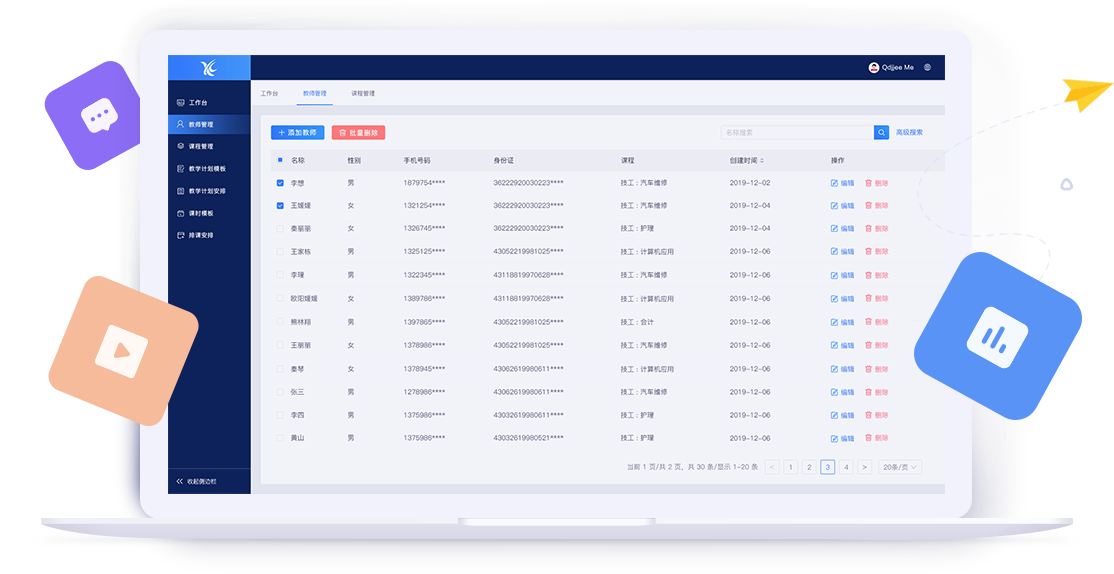 Qdjjee Me
工作台
教师管理
课程管理
教学计划模板
教学计划安排
课时模板
排课安排
收起侧边栏
工作台 教师管理 课程管理
添加教师 批量删除 名称搜索 高级搜索
名称 性别 手机号码 身份证 课程 创建时间 操作
李想 男 1879754**** 36222920030223**** 技工：汽车维修 2019-12-02 编辑 删除
王媛媛 女 1321254**** 36222920030223**** 技工：汽车维修 2019-12-04 编辑 删除
秦丽丽 女 1326745**** 36222920030223**** 技工：护理 2019-12-04 编辑 删除
王家栋 男 1325125**** 43052219981025**** 技工：计算机应用 2019-12-06 编辑 删除
李瑾 男 1322345**** 43118819970628**** 技工：汽车维修 2019-12-06 编辑 删除
欧阳媛媛 女 1389786**** 43118819970628**** 技工：计算机应用 2019-12-06 编辑 删除
熊林翔 男 1397865**** 43052219981025**** 技工：会计 2019-12-06 编辑 删除
王丽丽 女 1378986**** 43052219981025**** 技工：汽车维修 2019-12-06 编辑 删除
秦琴 女 1378945**** 43062619980611**** 技工：计算机应用 2019-12-06 编辑 删除
张三 男 1278986**** 43062619980611**** 技工：汽车维修 2019-12-06 编辑 删除
李四 男 1375986**** 43032619980611**** 技工：护理 2019-12-06 编辑 删除
黄山 男 1375986**** 43032619980521**** 技工：护理 2019-12-06 编辑 删除
当前 1 页/共 2 页，共 30 条/显示 1-20 条 < 1 2 3 4 > 20条/页